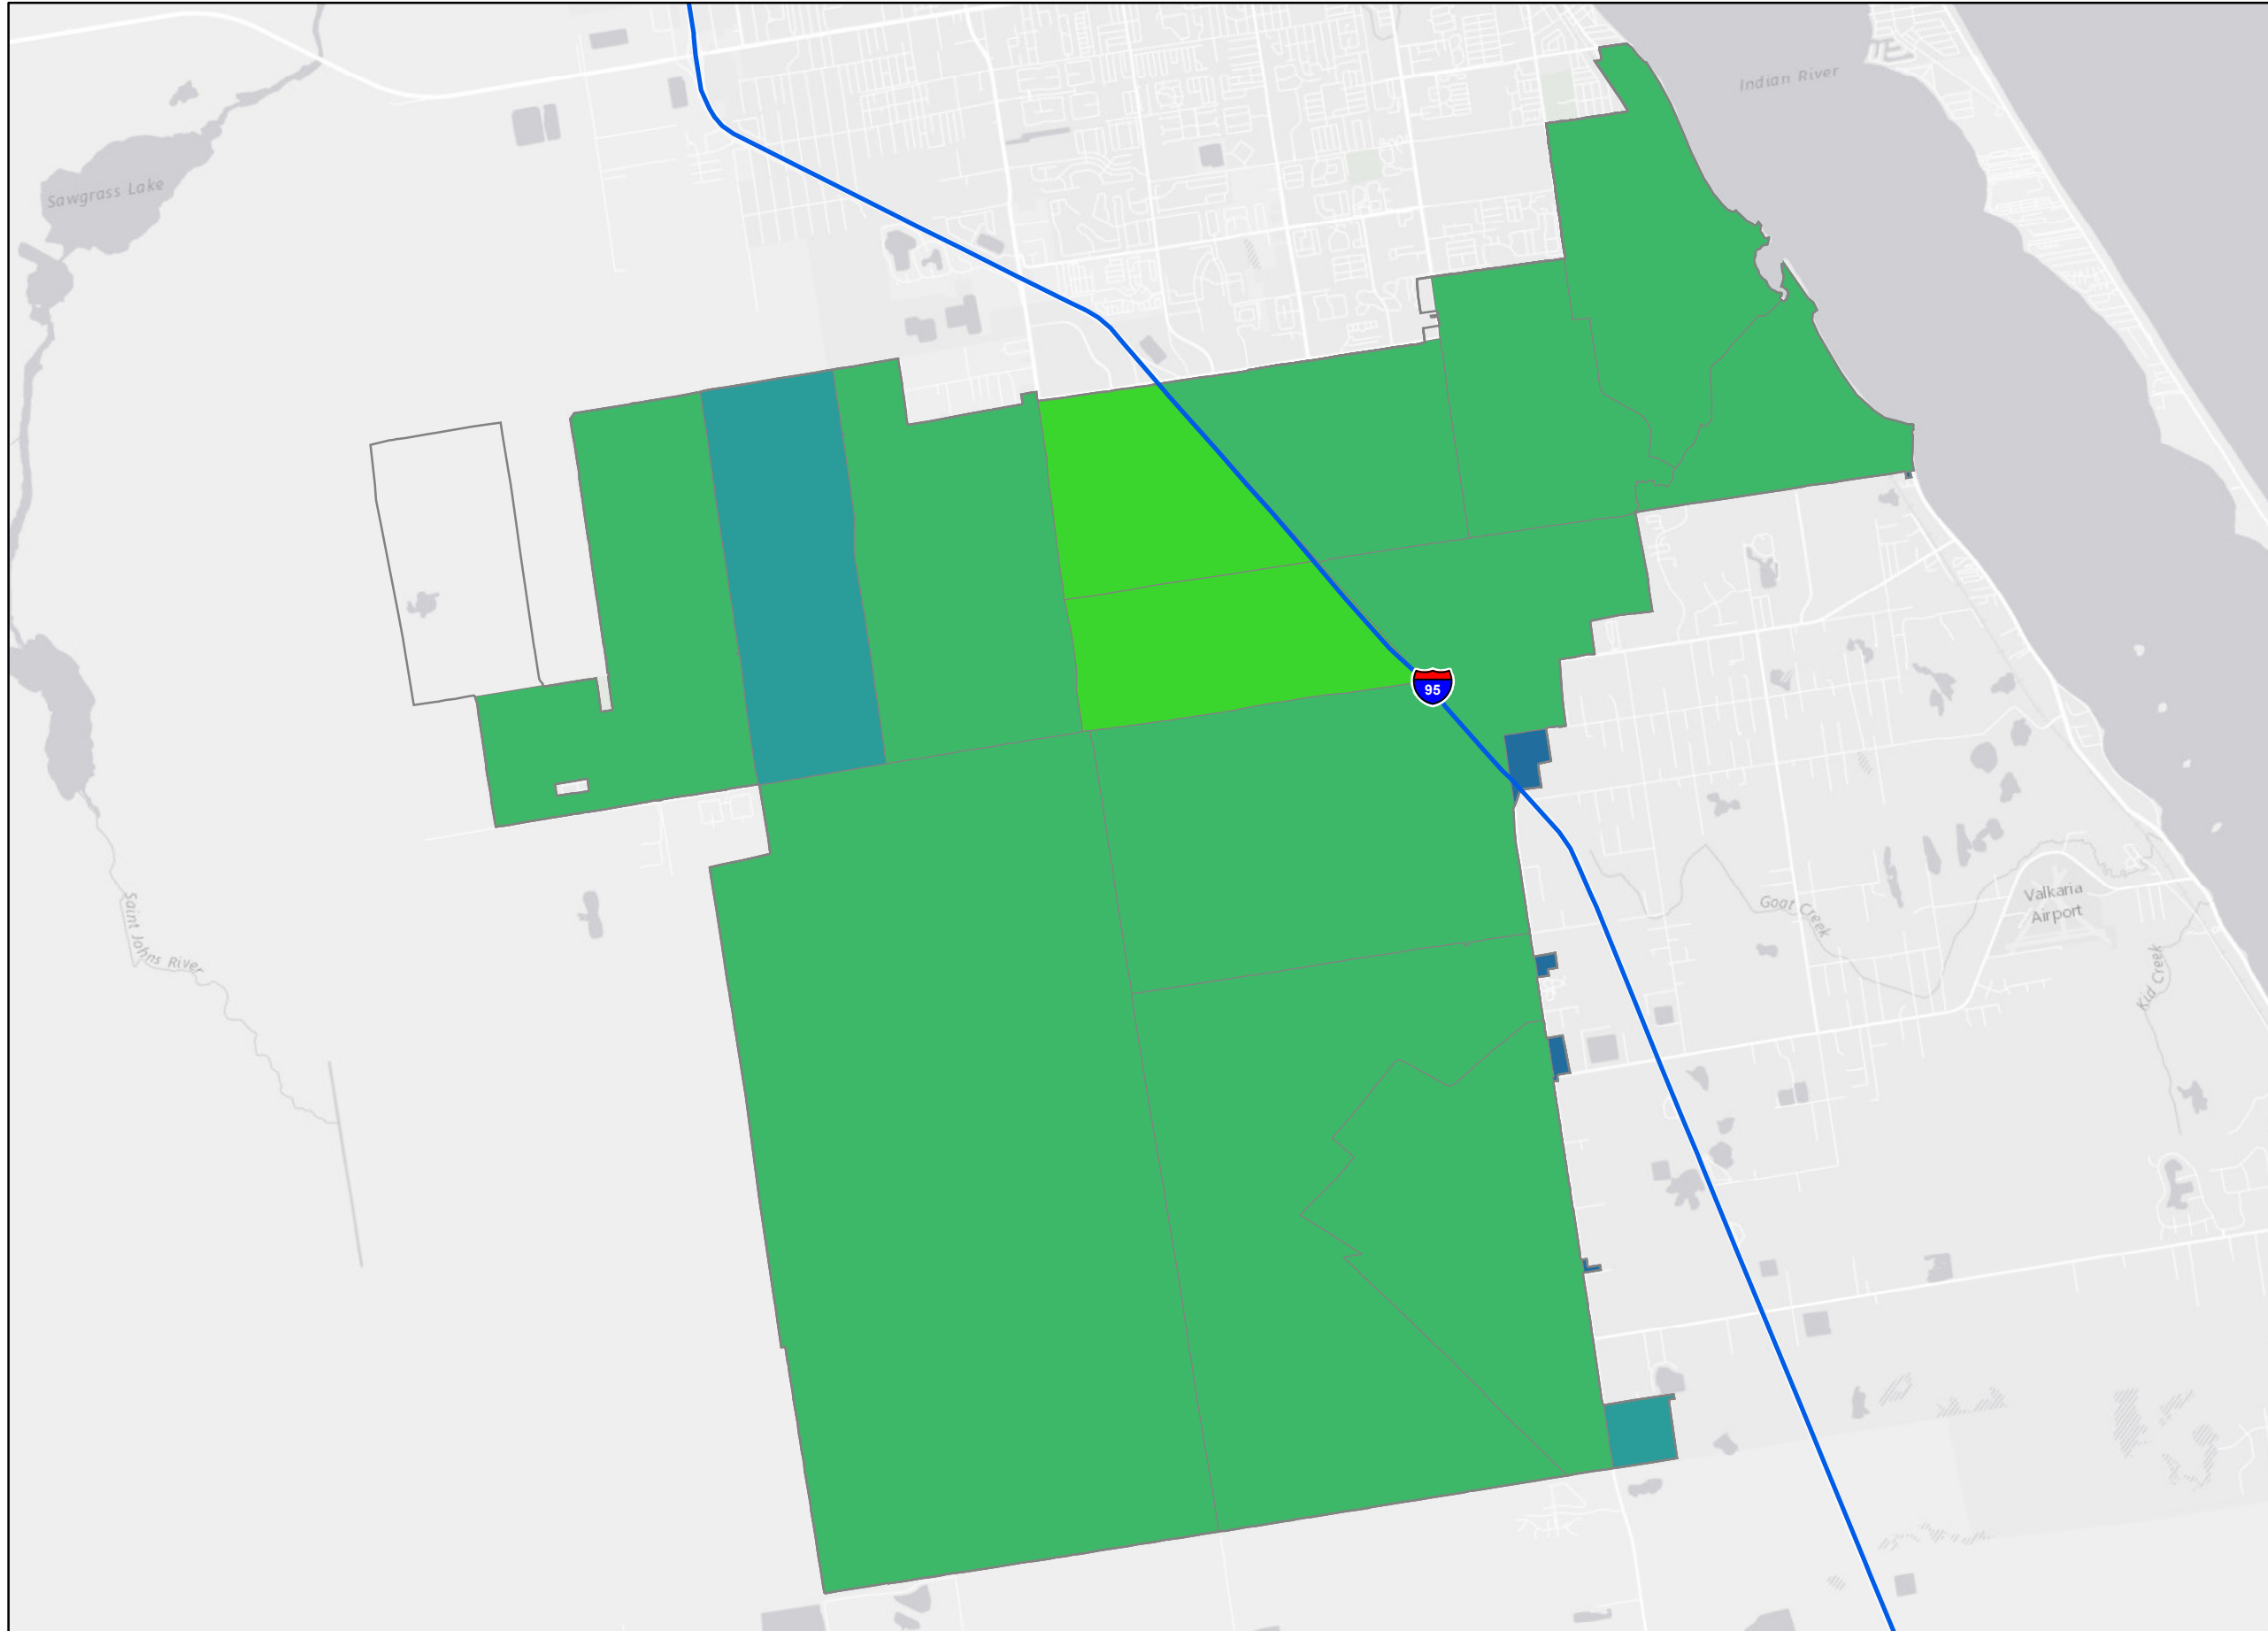 Indian River
Sawgrass Lake
95
Valkaria
Airport
Goat Creek
Saint Johns River
Kid Creek